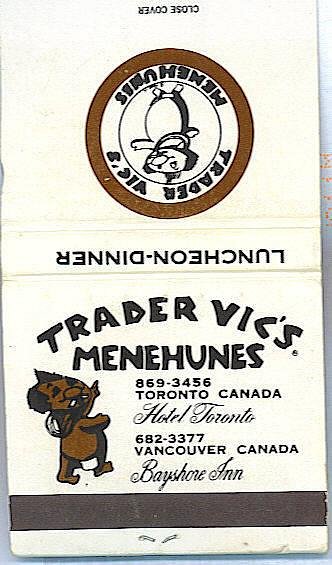 CLOSE COVER
TRADER VIC'S
MENEHUNES
LUNCHEON-DINNER
TRADER VIC'S
MENEHUNES®
869-3456
TORONTO CANADA
Hotel Toronto
682-3377
VANCOUVER CANADA
Bayshore Inn